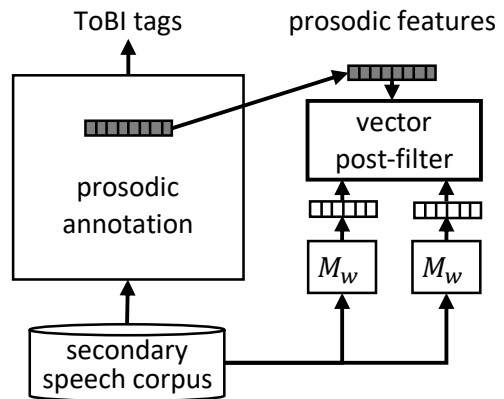 ToBI tags
prosodic features
vector
post-filter
prosodic
annotation
M_w
M_w
secondary
speech corpus